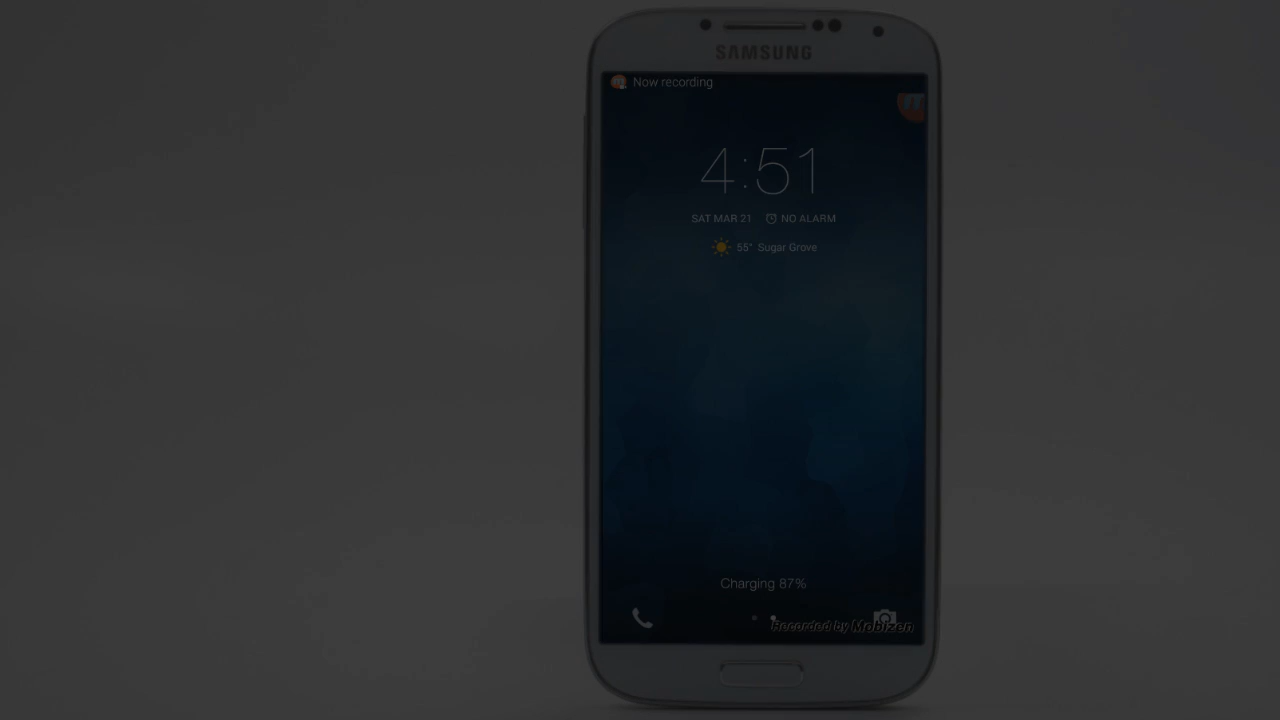 SAMSUNG
Now recording
4:51
SAT MAR 21 NO ALARM
55° Sugar Grove
Charging 87%
Recorded by Mobizen